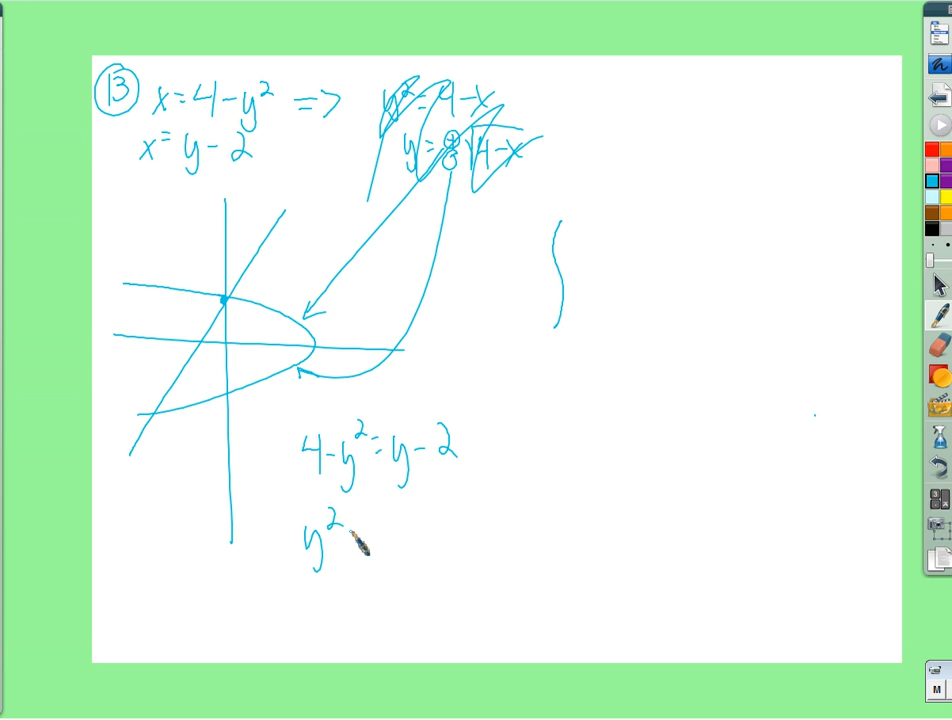 ⑬ x = 4 - y² => y² = 4 - x
x = y - 2 y = ± √4-x
4 - y² = y - 2
y²
M